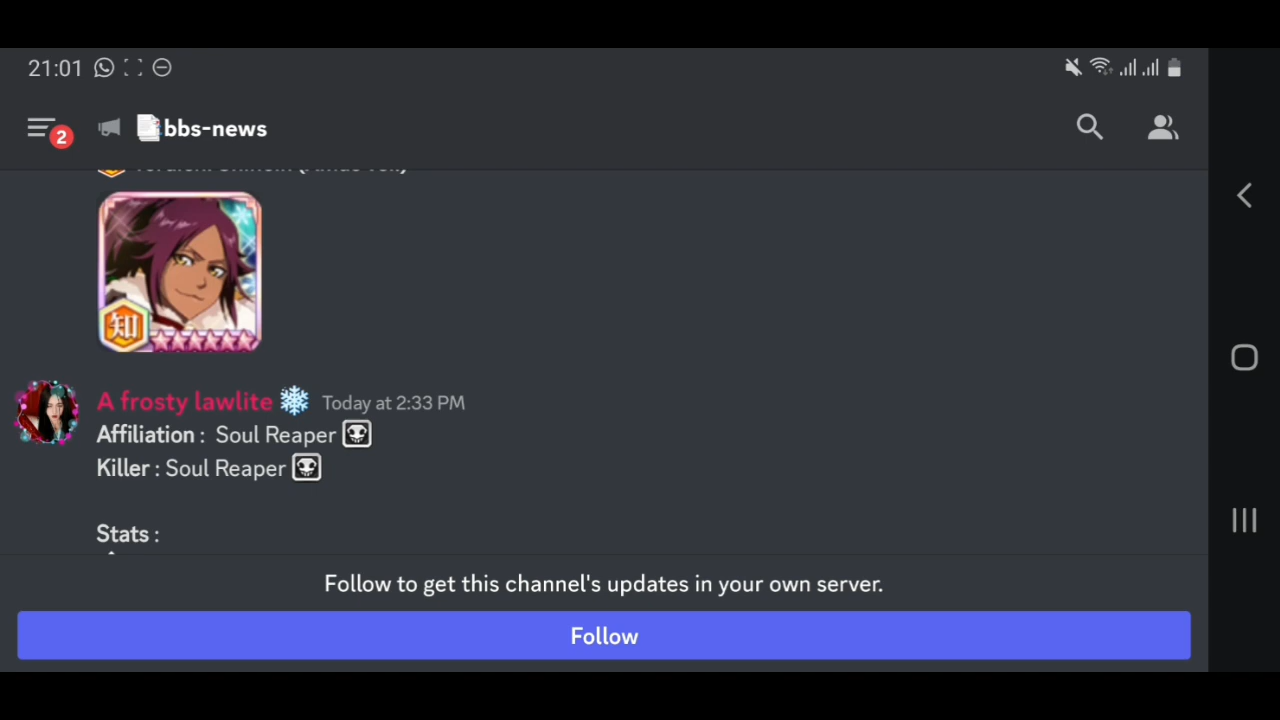 21:01
2
bbs-news
知
A frosty lawlite Today at 2:33 PM
Affiliation : Soul Reaper
Killer : Soul Reaper
Stats :
Follow to get this channel's updates in your own server.
Follow